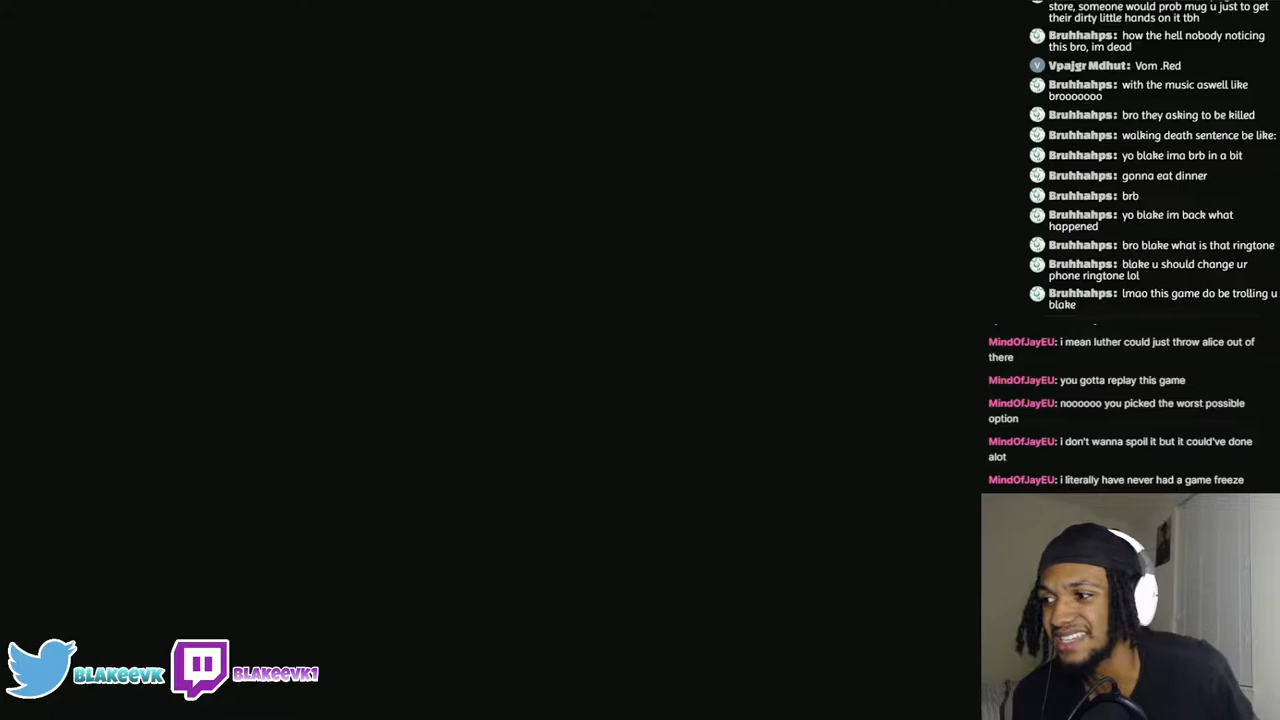 store, someone would prob mug u just to get
their dirty little hands on it tbh
Bruhhahps: how the hell nobody noticing
this bro, im dead
V Vpajgr Mdhut: Vom .Red
Bruhhahps: with the music aswell like
brooooooo
Bruhhahps: bro they asking to be killed
Bruhhahps: walking death sentence be like:
Bruhhahps: yo blake ima brb in a bit
Bruhhahps: gonna eat dinner
Bruhhahps: brb
Bruhhahps: yo blake im back what
happened
Bruhhahps: bro blake what is that ringtone
Bruhhahps: blake u should change ur
phone ringtone lol
Bruhhahps: lmao this game do be trolling u
blake
MindOfJayEU: i mean luther could just throw alice out of
there
MindOfJayEU: you gotta replay this game
MindOfJayEU: noooooo you picked the worst possible
option
MindOfJayEU: i don't wanna spoil it but it could've done
alot
MindOfJayEU: i literally have never had a game freeze
BLAKEEVK
BLAKEEVK1